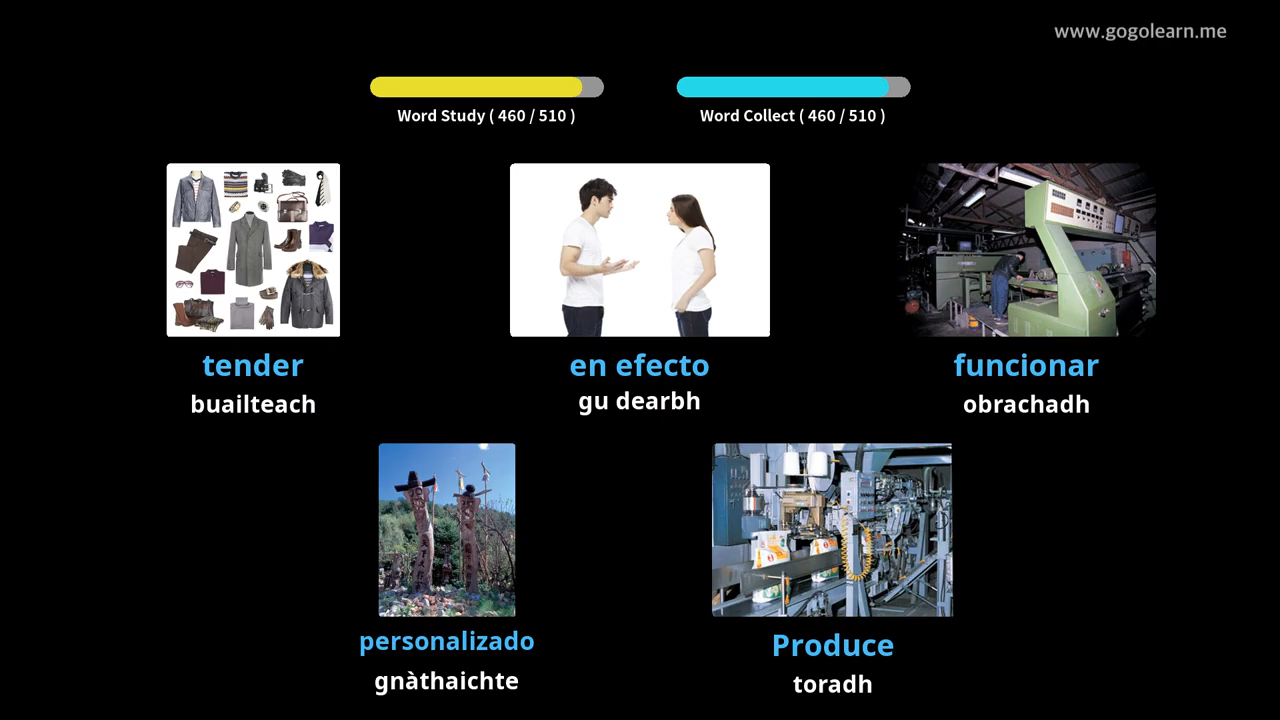 www.gogolearn.me
Word Study ( 460 / 510 )
Word Collect ( 460 / 510 )
tender
buailteach
en efecto
gu dearbh
funcionar
obrachadh
personalizado
gnàthaichte
Produce
toradh